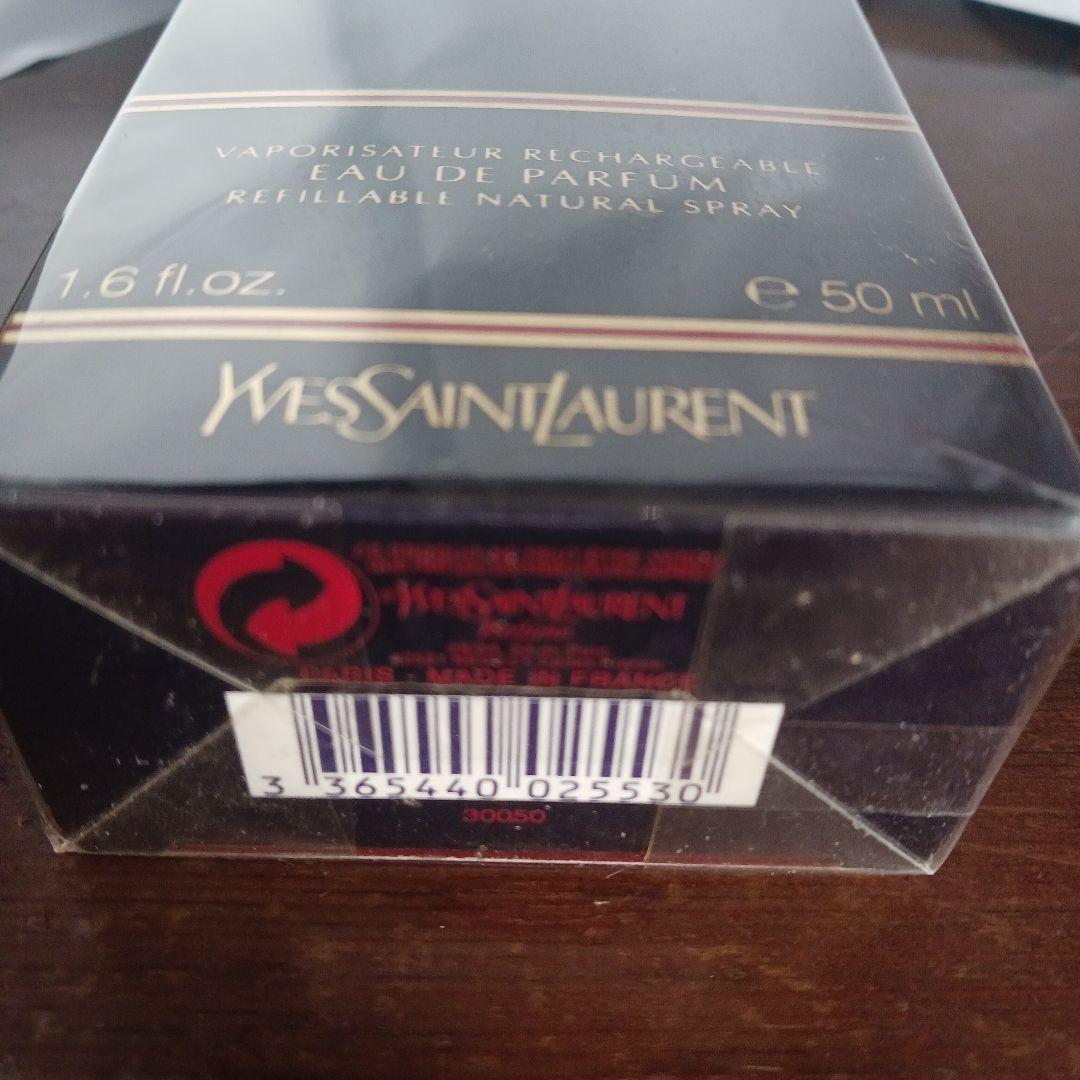 VAPORISATEUR RECHARGEABLE
EAU DE PARFUM
REFILLABLE NATURAL SPRAY
1.6 fl.oz.
e 50 ml
YVESSAINTLAURENT
YVESSAINTLAURENT
PARIS - MADE IN FRANCE
3 365440 025530
30050